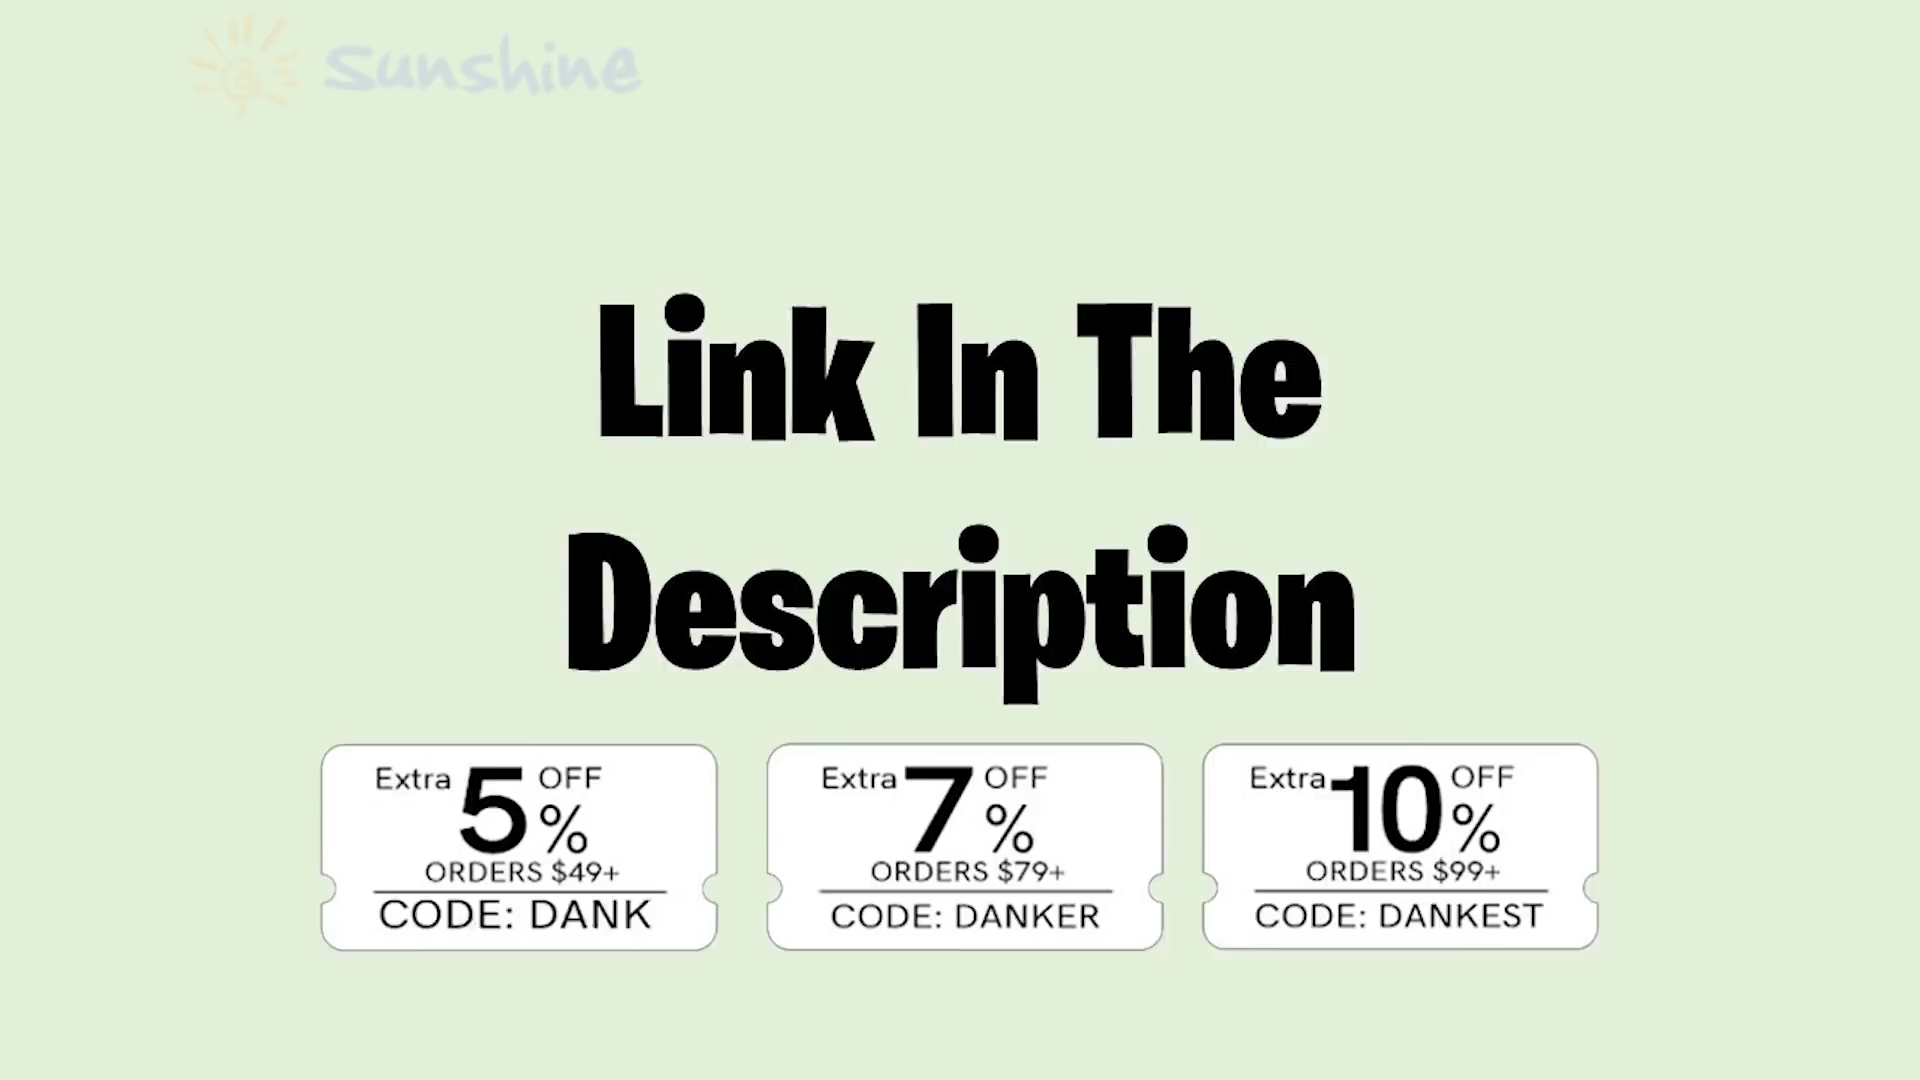 Sunshine
Link In The
Description
Extra 5% OFF
ORDERS $49+
CODE: DANK
Extra 7% OFF
ORDERS $79+
CODE: DANKER
Extra 10% OFF
ORDERS $99+
CODE: DANKEST